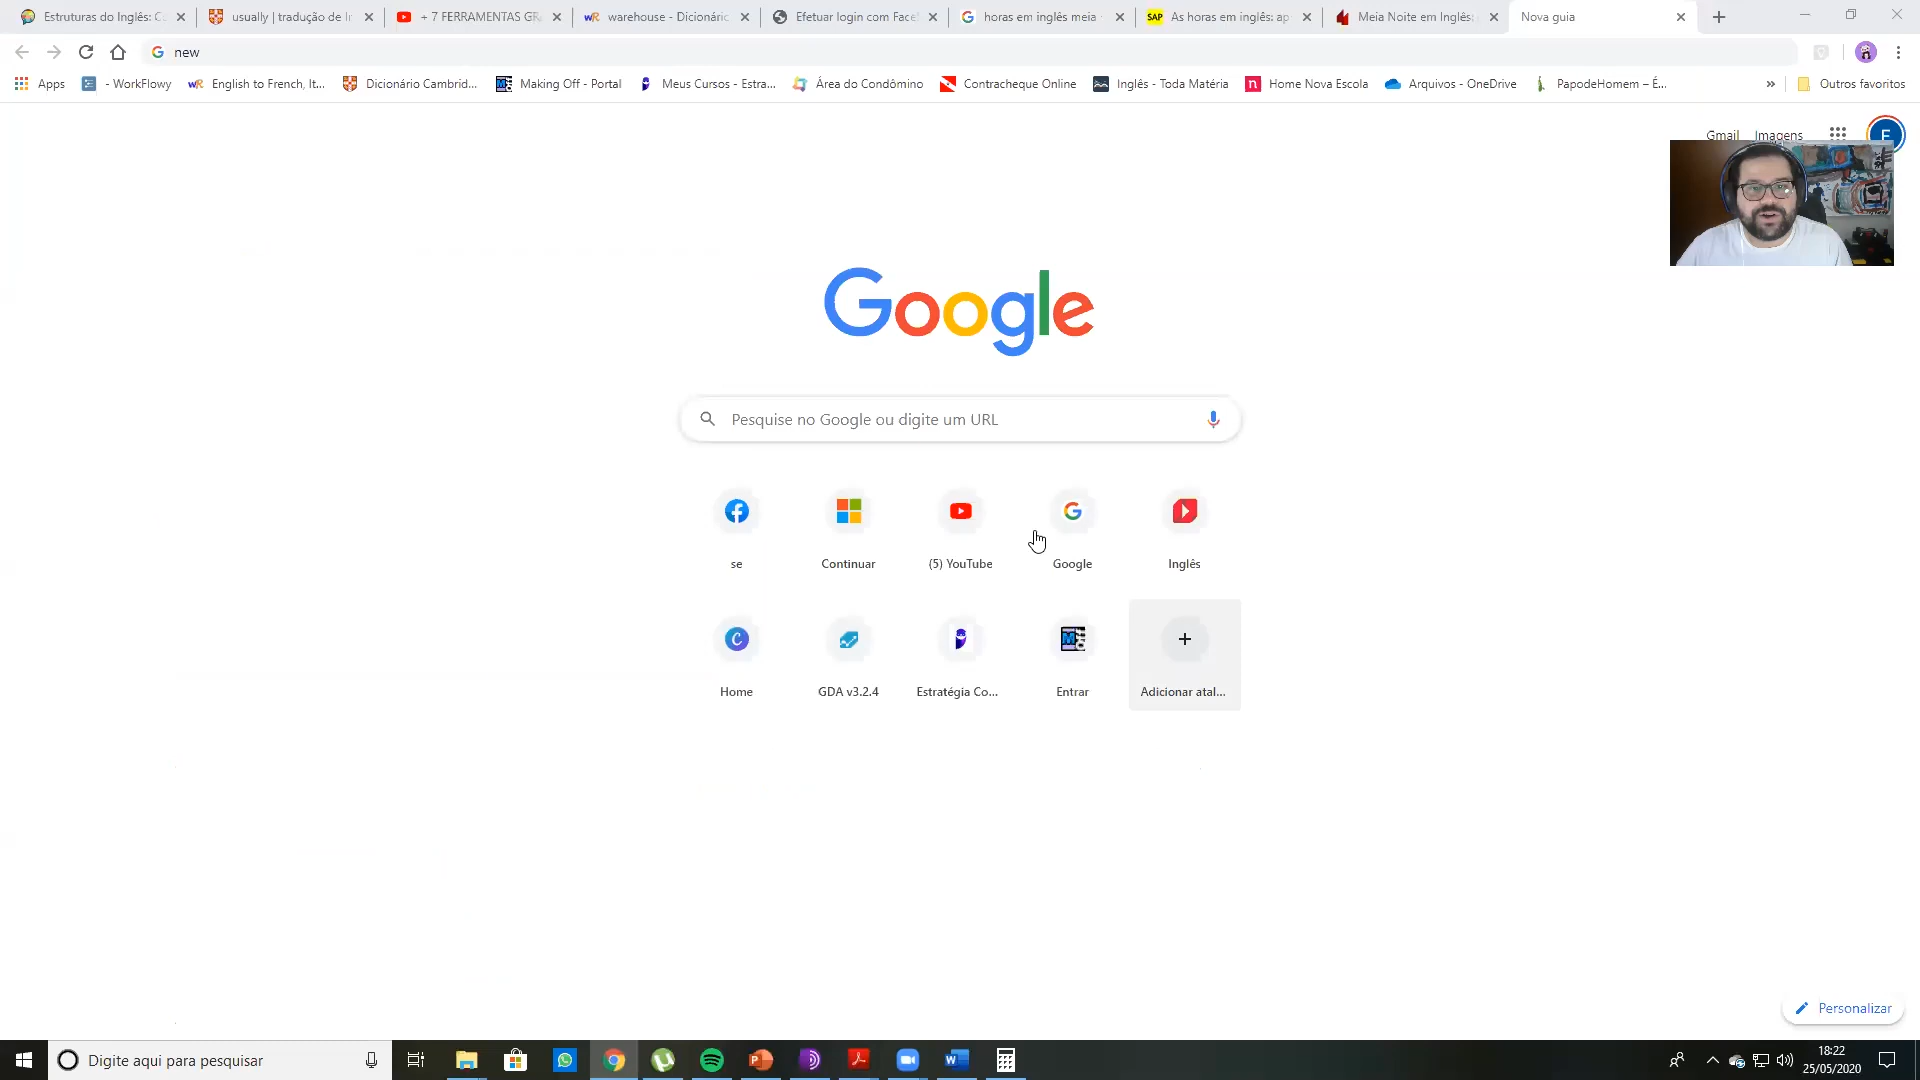 Estruturas do Inglês: C
usually | tradução de In
+ 7 FERRAMENTAS GR
warehouse - Dicionário
Efetuar login com Face
horas em inglês meia
As horas em inglês: ap
Meia Noite em Inglês:
Nova guia
new
Apps
- WorkFlowy
English to French, It...
Dicionário Cambrid...
Making Off - Portal
Meus Cursos - Estra...
Área do Condômino
Contracheque Online
Inglês - Toda Matéria
Home Nova Escola
Arquivos - OneDrive
PapodeHomem – É...
»
Outros favoritos
Gmail
Imagens
E
Google
Pesquise no Google ou digite um URL
se
Continuar
(5) YouTube
Google
Inglês
Home
GDA v3.2.4
Estratégia Co...
Entrar
Adicionar atal...
Personalizar
Digite aqui para pesquisar
18:22
25/05/2020